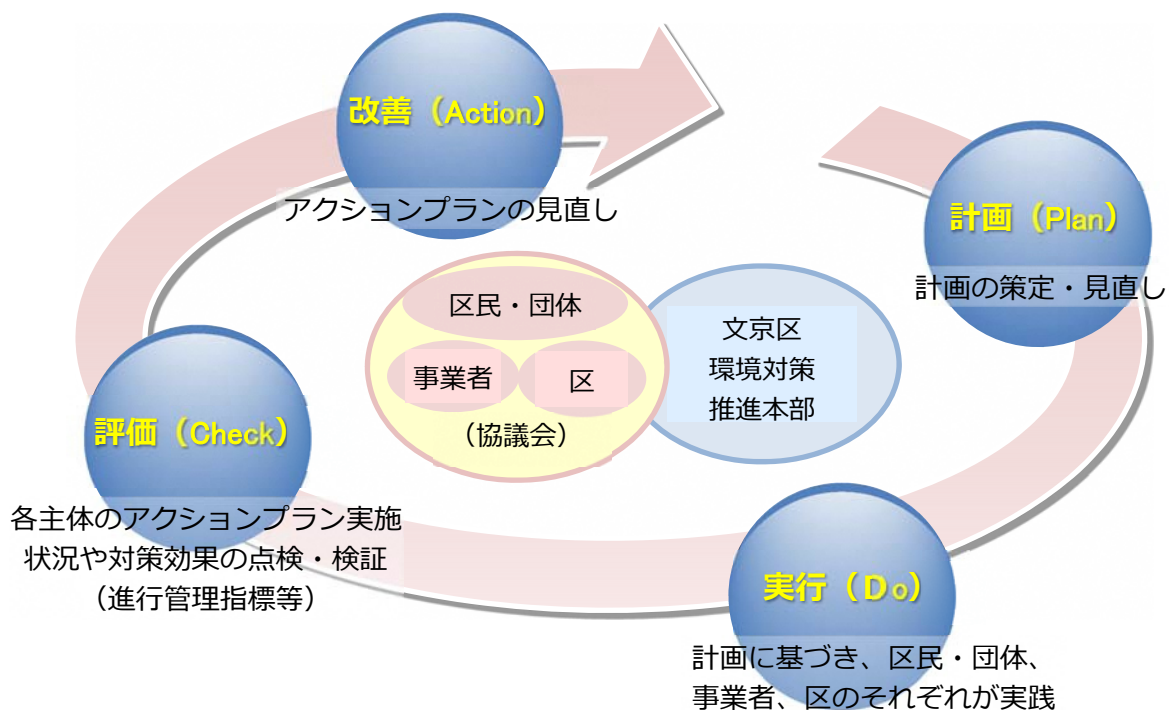 改善（Action）
アクションプランの見直し
計画（Plan）
計画の策定・見直し
区民・団体
事業者
区
（協議会）
文京区
環境対策
推進本部
評価（Check）
各主体のアクションプラン実施
状況や対策効果の点検・検証
（進行管理指標等）
実行（Ｄo）
計画に基づき、区民・団体、
事業者、区のそれぞれが実践